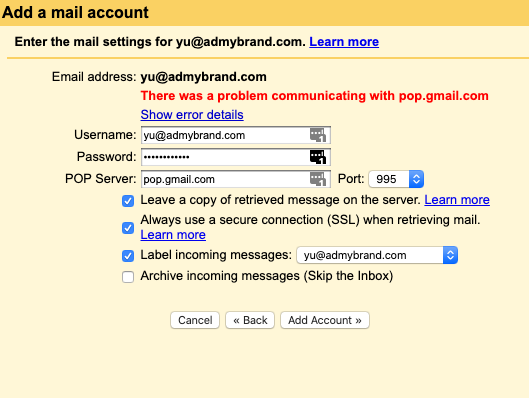 Add a mail account
Enter the mail settings for yu@admybrand.com. Learn more
Email address: yu@admybrand.com
There was a problem communicating with pop.gmail.com
Show error details
Username: yu@admybrand.com
Password: ••••••••••••
POP Server: pop.gmail.com Port: 995
Leave a copy of retrieved message on the server. Learn more
Always use a secure connection (SSL) when retrieving mail.
Learn more
Label incoming messages: yu@admybrand.com
Archive incoming messages (Skip the Inbox)
Cancel « Back Add Account »